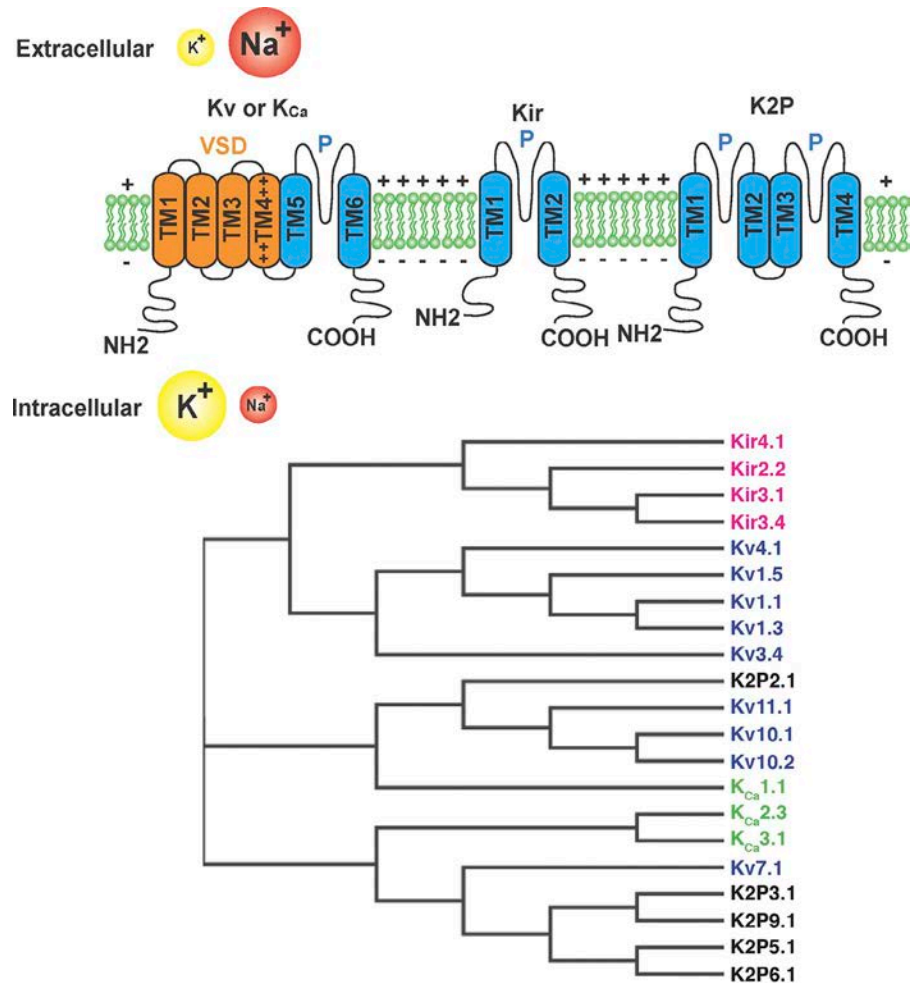 Extracellular K+ Na+
Kv or KCa Kir K2P
VSD P P P P
+ + + + + + + + + + + +
TM1 TM2 TM3 ++TM4++ TM5 TM6 TM1 TM2 TM1 TM2 TM3 TM4
- - - - - - - - - - - -
NH2 COOH NH2 COOH NH2 COOH
Intracellular K+ Na+
Kir4.1
Kir2.2
Kir3.1
Kir3.4
Kv4.1
Kv1.5
Kv1.1
Kv1.3
Kv3.4
K2P2.1
Kv11.1
Kv10.1
Kv10.2
KCa1.1
KCa2.3
KCa3.1
Kv7.1
K2P3.1
K2P9.1
K2P5.1
K2P6.1